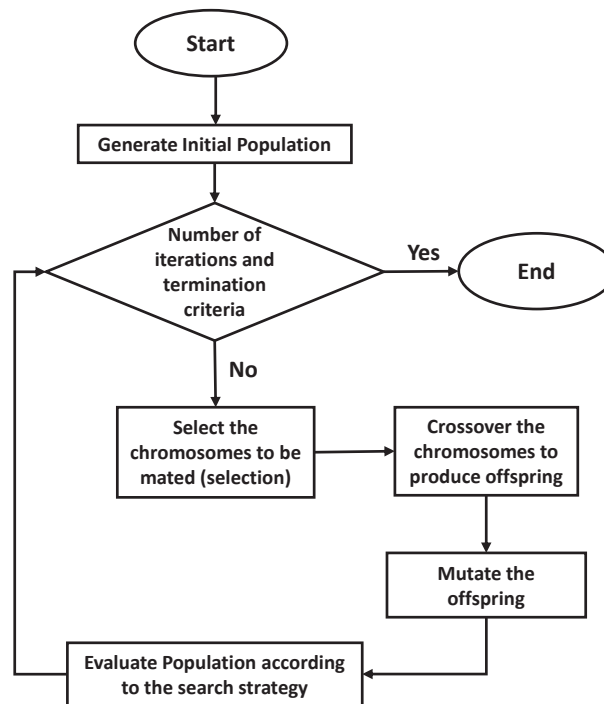 Start
Generate Initial Population
Number of
iterations and
termination
criteria
Yes
End
No
Select the
chromosomes to be
mated (selection)
Crossover the
chromosomes to
produce offspring
Mutate the
offspring
Evaluate Population according
to the search strategy